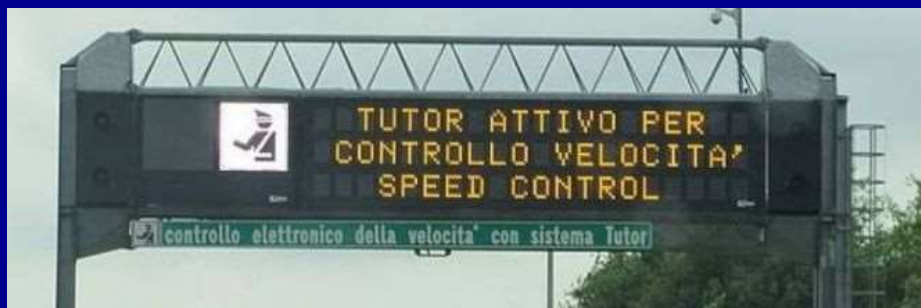 TUTOR ATTIVO PER
CONTROLLO VELOCITA'
SPEED CONTROL
controllo elettronico della velocita' con sistema Tutor